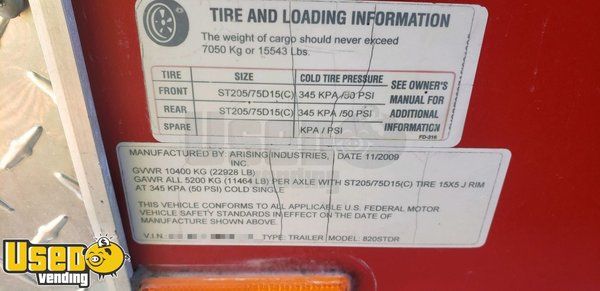 TIRE AND LOADING INFORMATION
The weight of cargo should never exceed
7050 Kg or 15543 Lbs.
TIRE SIZE COLD TIRE PRESSURE
FRONT ST205/75D15(C) 345 KPA /50 PSI
REAR ST205/75D15(C) 345 KPA /50 PSI
SPARE KPA / PSI
SEE OWNER'S
MANUAL FOR
ADDITIONAL
INFORMATION
FD-216
MANUFACTURED BY: ARISING INDUSTRIES, DATE 11/2009
INC.
GVWR 10400 KG (22928 LB)
GAWR ALL 5200 KG (11464 LB) PER AXLE WITH ST205/75D15(C) TIRE 15X5 J RIM
AT 345 KPA (50 PSI) COLD SINGLE
THIS VEHICLE CONFORMS TO ALL APPLICABLE U.S. FEDERAL MOTOR
VEHICLE SAFETY STANDARDS IN EFFECT ON THE DATE OF
MANUFACTURE SHOWN ABOVE.
V.I.N. TYPE: TRAILER MODEL: 820STDR
Used
vending